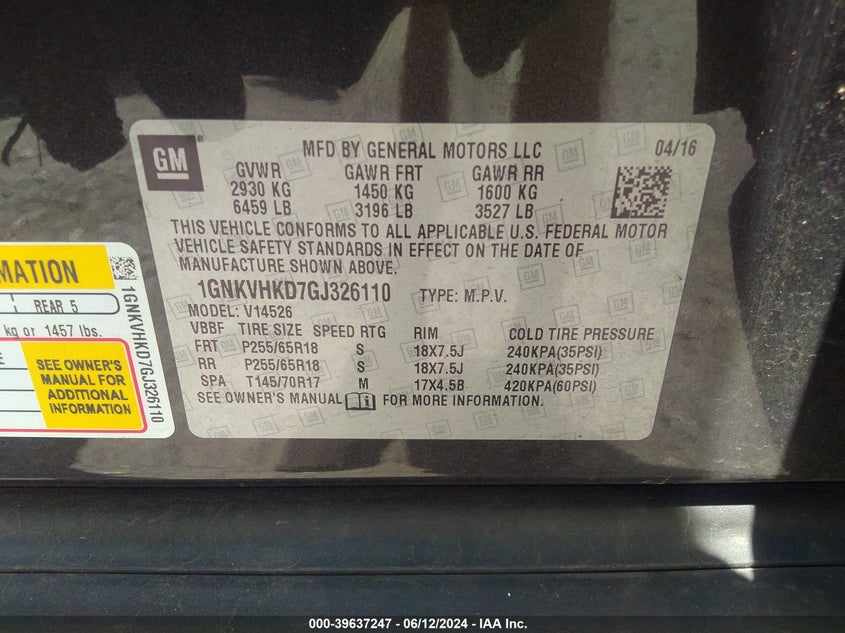 GM
MFD BY GENERAL MOTORS LLC 04/16
GVWR GAWR FRT GAWR RR
2930 KG 1450 KG 1600 KG
6459 LB 3196 LB 3527 LB
THIS VEHICLE CONFORMS TO ALL APPLICABLE U.S. FEDERAL MOTOR
VEHICLE SAFETY STANDARDS IN EFFECT ON THE DATE OF
MANUFACTURE SHOWN ABOVE.
1GNKVHKD7GJ326110 TYPE: M.P.V.
MODEL: V14526
VBBF TIRE SIZE SPEED RTG RIM COLD TIRE PRESSURE
FRT P255/65R18 S 18X7.5J 240KPA(35PSI)
RR P255/65R18 S 18X7.5J 240KPA(35PSI)
SPA T145/70R17 M 17X4.5B 420KPA(60PSI)
SEE OWNER'S MANUAL FOR MORE INFORMATION.
MATION
REAR 5
kg or 1457 lbs.
SEE OWNER'S
MANUAL FOR
ADDITIONAL
INFORMATION
1GNKVHKD7GJ326110
000-39637247 - 06/12/2024 - IAA Inc.